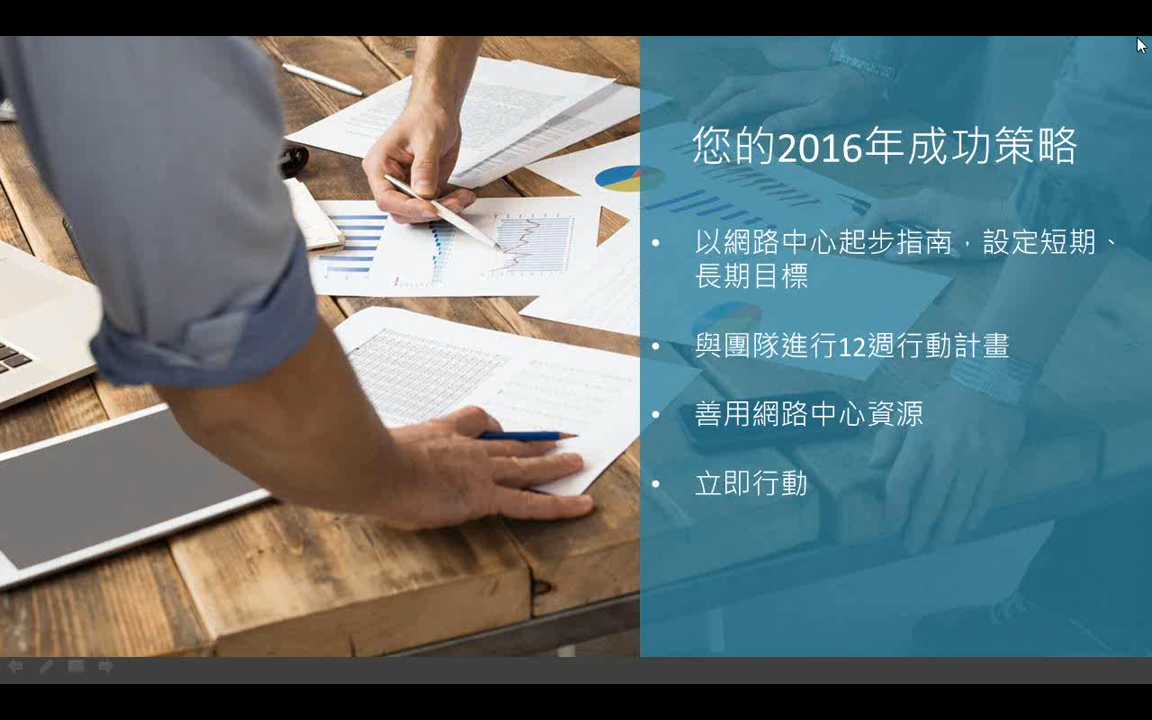 您的2016年成功策略
• 以網路中心起步指南，設定短期、
長期目標
• 與團隊進行12週行動計畫
• 善用網路中心資源
• 立即行動